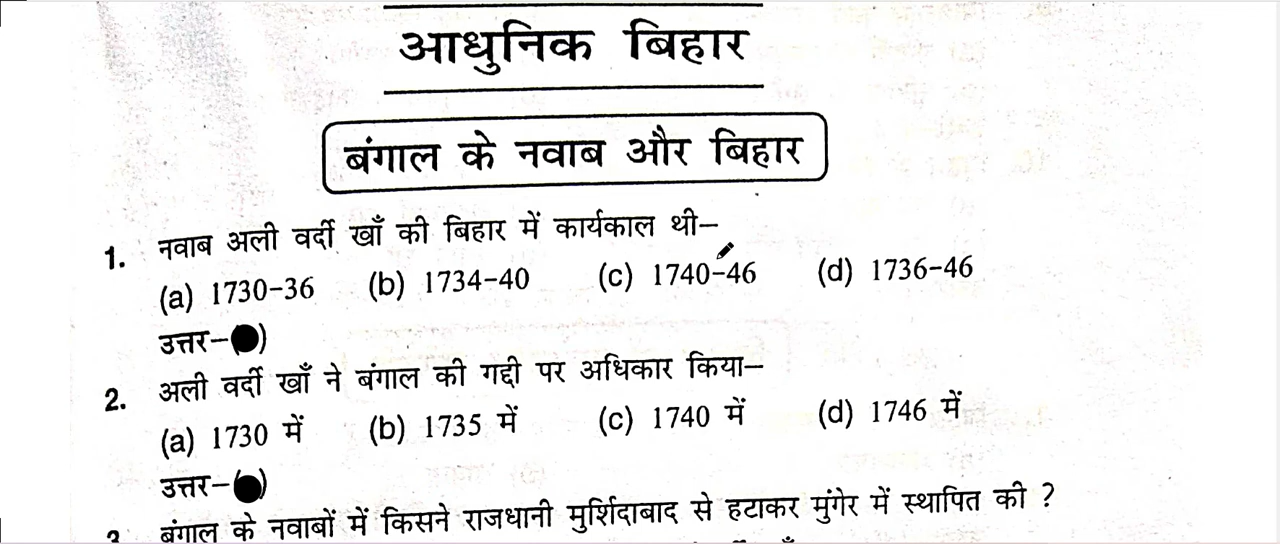 आधुनिक बिहार
बंगाल के नवाब और बिहार
1. नवाब अली वर्दी खाँ की बिहार में कार्यकाल थी–
(a) 1730-36 (b) 1734-40 (c) 1740-46 (d) 1736-46
उत्तर–( )
2. अली वर्दी खाँ ने बंगाल की गद्दी पर अधिकार किया–
(a) 1730 में (b) 1735 में (c) 1740 में (d) 1746 में
उत्तर–( )
3. बंगाल के नवाबों में किसने राजधानी मुर्शिदाबाद से हटाकर मुंगेर में स्थापित की ?